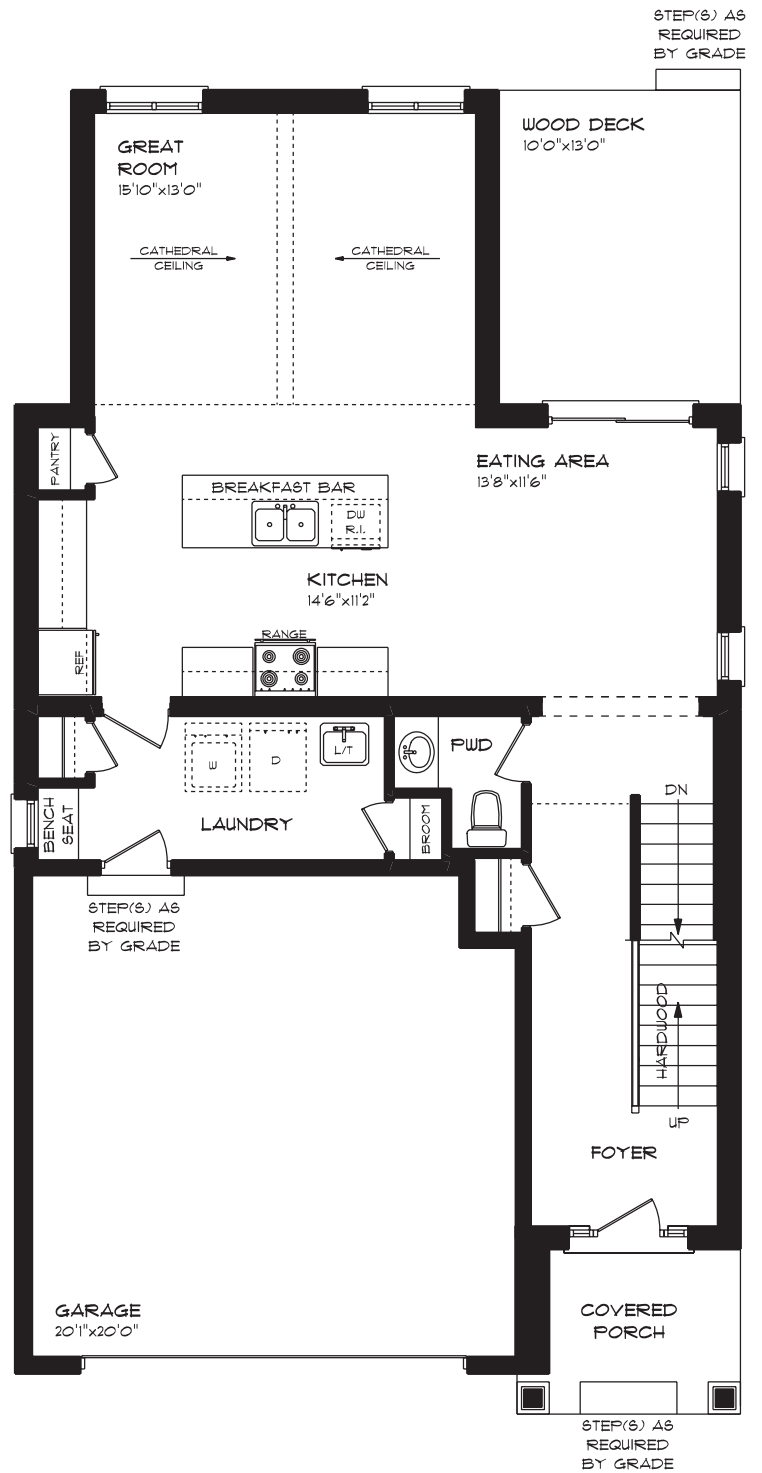 STEP(S) AS
REQUIRED
BY GRADE
WOOD DECK
10'0"x13'0"
GREAT
ROOM
15'10"x13'0"
CATHEDRAL
CEILING
CATHEDRAL
CEILING
PANTRY
EATING AREA
13'8"x11'6"
BREAKFAST BAR
DW
R.I.
KITCHEN
14'6"x11'2"
RANGE
REF
W
D
L/T
PWD
BENCH
SEAT
LAUNDRY
BROOM
DN
STEP(S) AS
REQUIRED
BY GRADE
HARDWOOD
UP
FOYER
GARAGE
20'1"x20'0"
COVERED
PORCH
STEP(S) AS
REQUIRED
BY GRADE